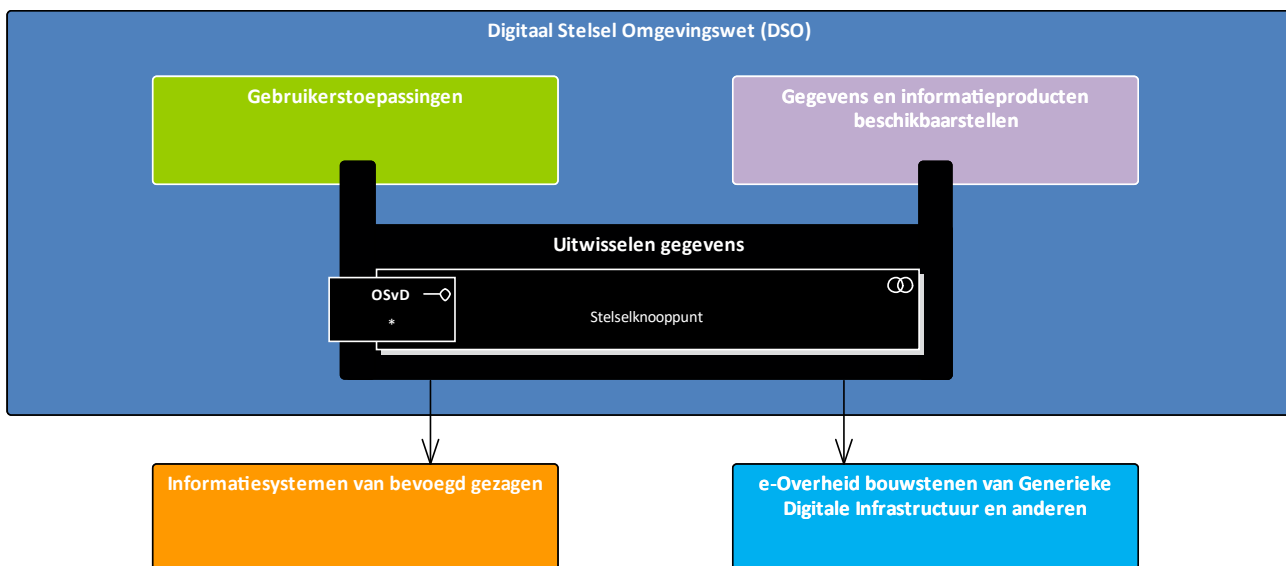 Digitaal Stelsel Omgevingswet (DSO)
Gebruikerstoepassingen
Gegevens en informatieproducten
beschikbaarstellen
Uitwisselen gegevens
OSvD
*
Stelselknooppunt
Informatiesystemen van bevoegd gezagen
e-Overheid bouwstenen van Generieke
Digitale Infrastructuur en anderen